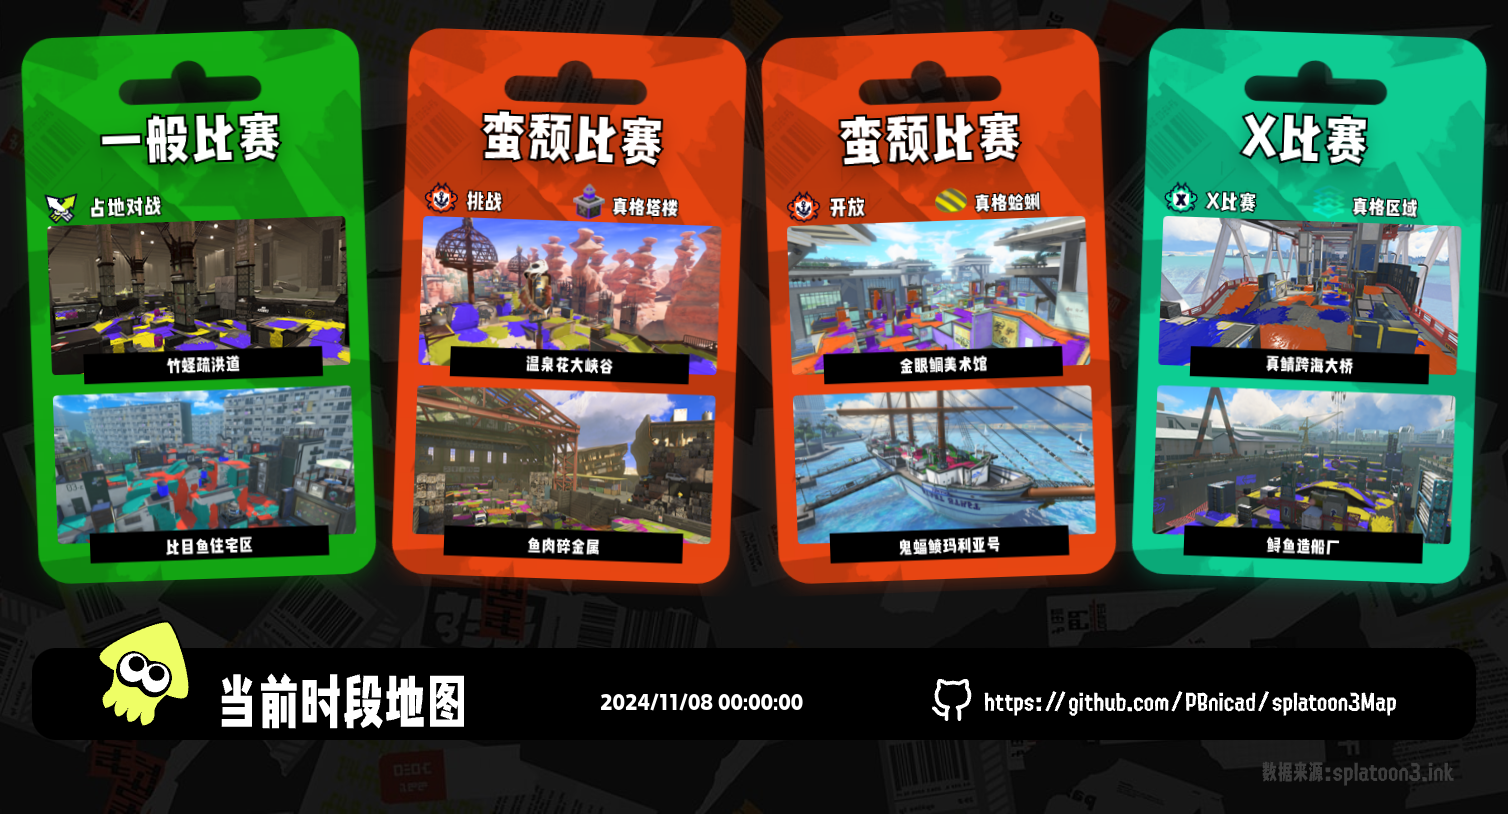 一般比赛
占地对战
竹蛏疏洪道
比目鱼住宅区
蛮颓比赛
挑战
真格塔楼
温泉花大峡谷
鱼肉碎金属
蛮颓比赛
开放
真格蛤蜊
金眼鲷美术馆
鬼蝠鲼玛利亚号
X比赛
X比赛
真格区域
真鲭跨海大桥
鲟鱼造船厂
当前时段地图
2024/11/08 00:00:00
https://github.com/PBnicad/splatoon3Map
数据来源:splatoon3.ink